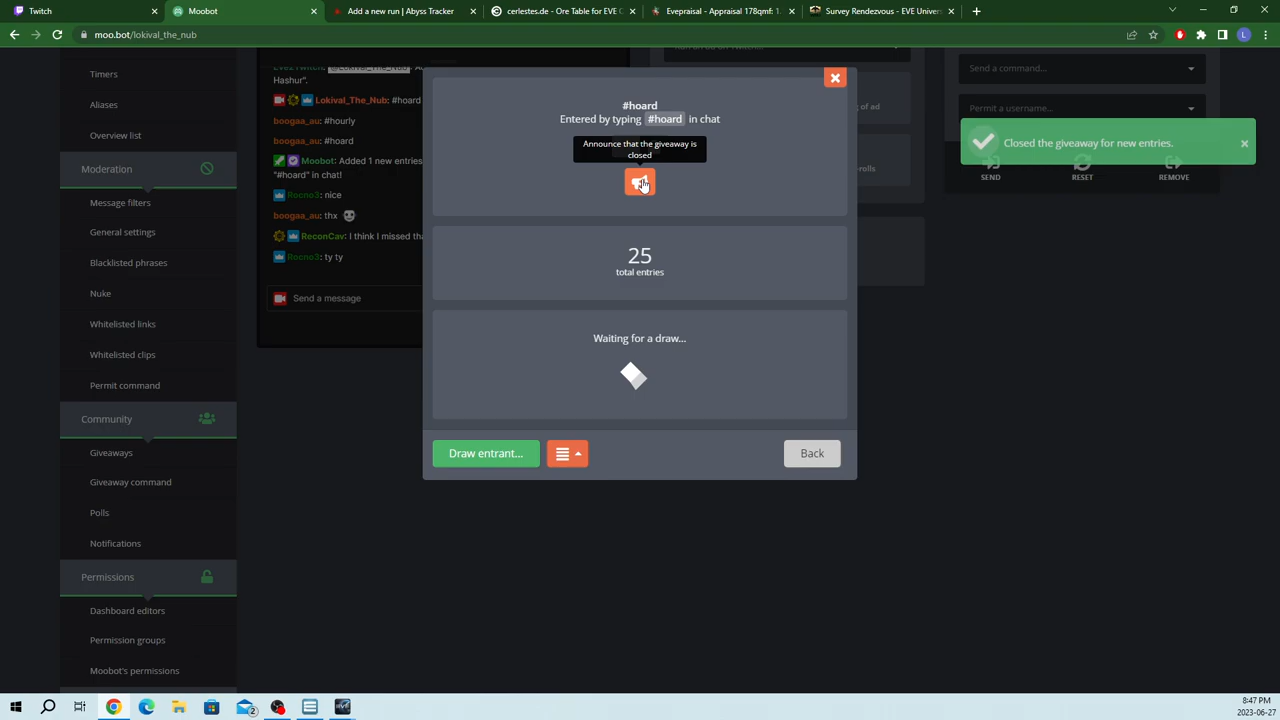 Twitch
Moobot
Add a new run | Abyss Tracker
cerlestes.de - Ore Table for EVE O
Evepraisal - Appraisal 178qmf: 1.
Survey Rendezvous - EVE Univers
moo.bot/lokival_the_nub
Timers
Aliases
Overview list
Moderation
Message filters
General settings
Blacklisted phrases
Nuke
Whitelisted links
Whitelisted clips
Permit command
Community
Giveaways
Giveaway command
Polls
Notifications
Permissions
Dashboard editors
Permission groups
Moobot's permissions
Hashur".
Lokival_The_Nub: #hoard
boogaa_au: #hourly
boogaa_au: #hoard
Moobot: Added 1 new entries
"#hoard" in chat!
Rocno3: nice
boogaa_au: thx
ReconCav: I think I missed tha
Rocno3: ty ty
Send a message
#hoard
Entered by typing #hoard in chat
Announce that the giveaway is
closed
25
total entries
Waiting for a draw...
Draw entrant...
Back
of ad
rolls
Send a command...
Permit a username...
Closed the giveaway for new entries.
SEND
RESET
REMOVE
8:47 PM
2023-06-27